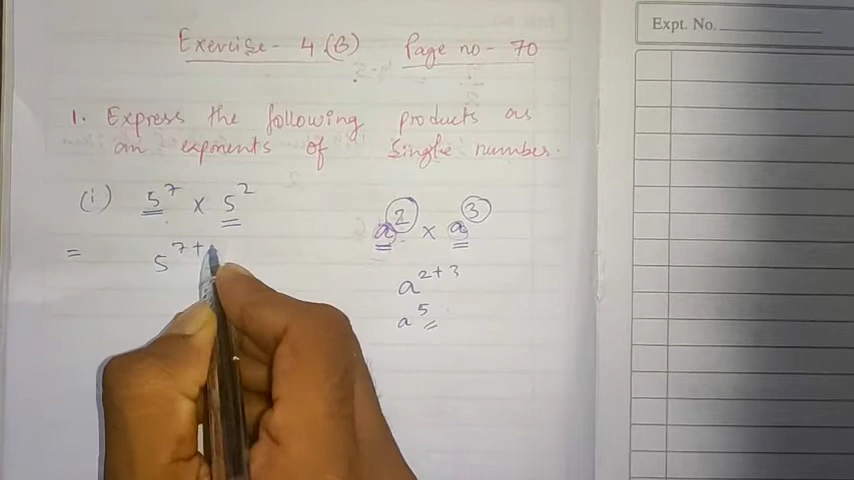 Exercise - 4 (B) Page no - 70
Expt. No.
1. Express the following products as
an exponents of Single number.
(i) 5^7 × 5^2
= 5^7+
a^2 × a^3
a^2+3
a^5